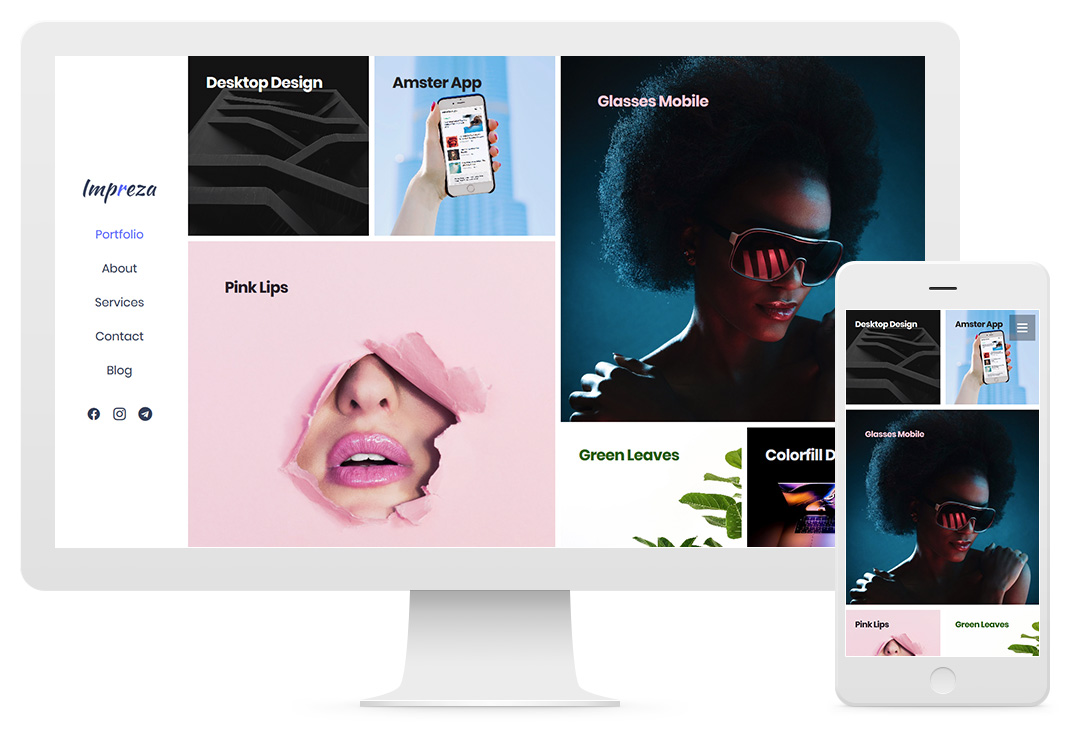 Impreza
Portfolio
About
Services
Contact
Blog
Desktop Design
Amster App
Glasses Mobile
Pink Lips
Green Leaves
Colorfill D
Desktop Design
Amster App
Glasses Mobile
Pink Lips
Green Leaves